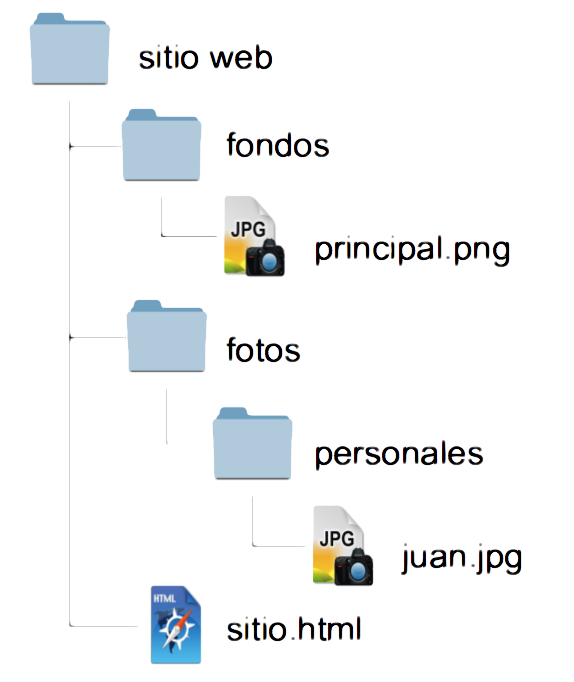 sitio web
fondos
JPG
principal.png
fotos
personales
JPG
juan.jpg
HTML
sitio.html